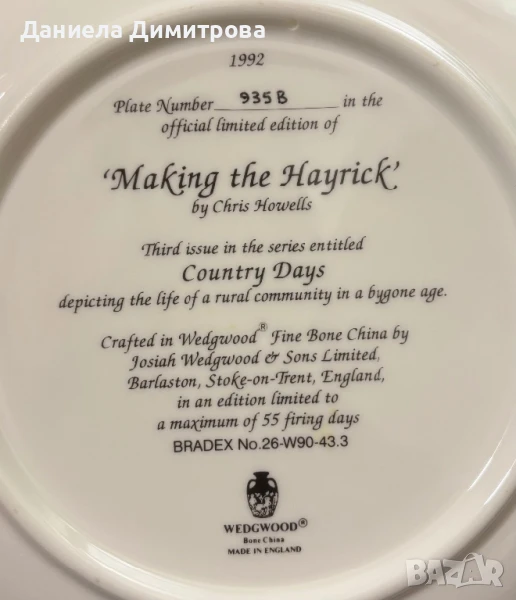 Даниела Димитрова
1992
Plate Number 935B in the
official limited edition of
'Making the Hayrick'
by Chris Howells
Third issue in the series entitled
Country Days
depicting the life of a rural community in a bygone age.
Crafted in Wedgwood® Fine Bone China by
Josiah Wedgwood & Sons Limited,
Barlaston, Stoke-on-Trent, England,
in an edition limited to
a maximum of 55 firing days
BRADEX No.26-W90-43.3
WEDGWOOD®
Bone China
MADE IN ENGLAND
BAZAR